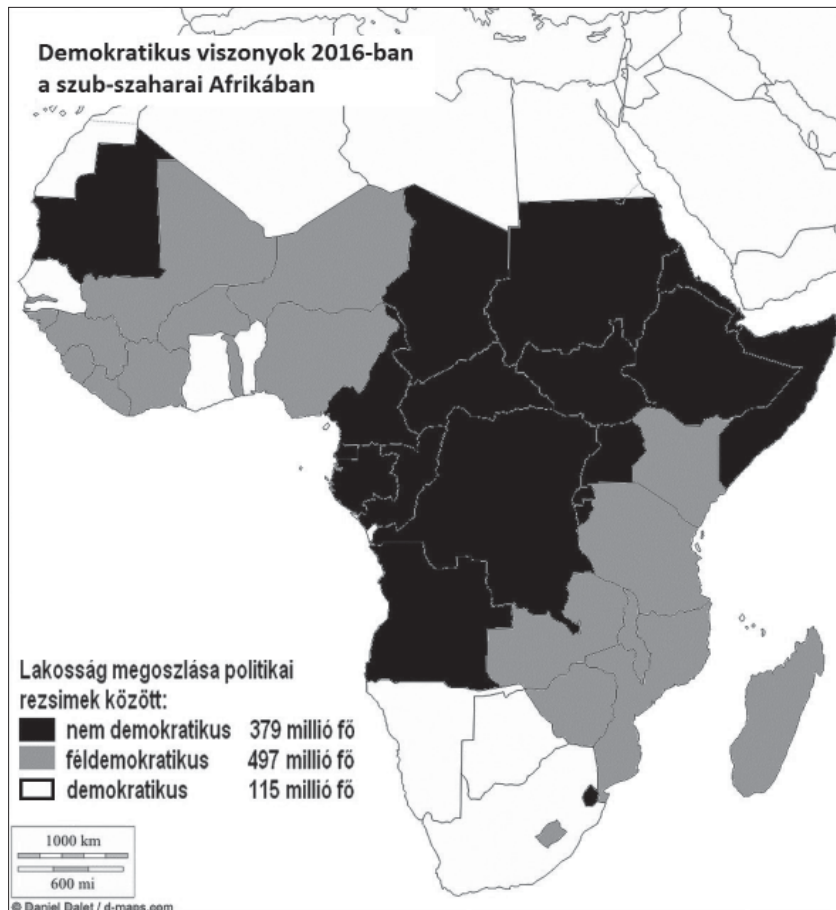 Demokratikus viszonyok 2016-ban
a szub-szaharai Afrikában
Lakosság megoszlása politikai
rezsimek között:
nem demokratikus 379 millió fő
féldemokratikus 497 millió fő
demokratikus 115 millió fő
1000 km
600 mi
© Daniel Dalet / d-maps.com